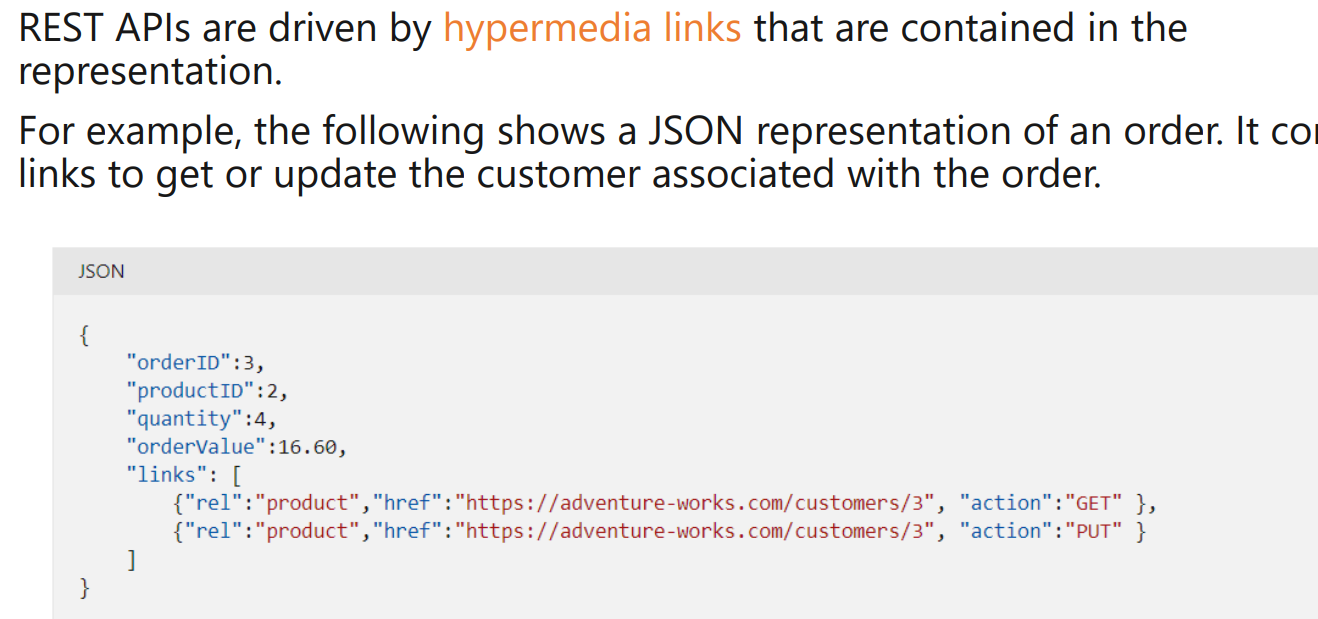 REST APIs are driven by hypermedia links that are contained in the
representation.
For example, the following shows a JSON representation of an order. It
links to get or update the customer associated with the order.
JSON
{
    "orderID":3,
    "productID":2,
    "quantity":4,
    "orderValue":16.60,
    "links": [
        {"rel":"product","href":"https://adventure-works.com/customers/3", "action":"GET" },
        {"rel":"product","href":"https://adventure-works.com/customers/3", "action":"PUT" }
    ]
}